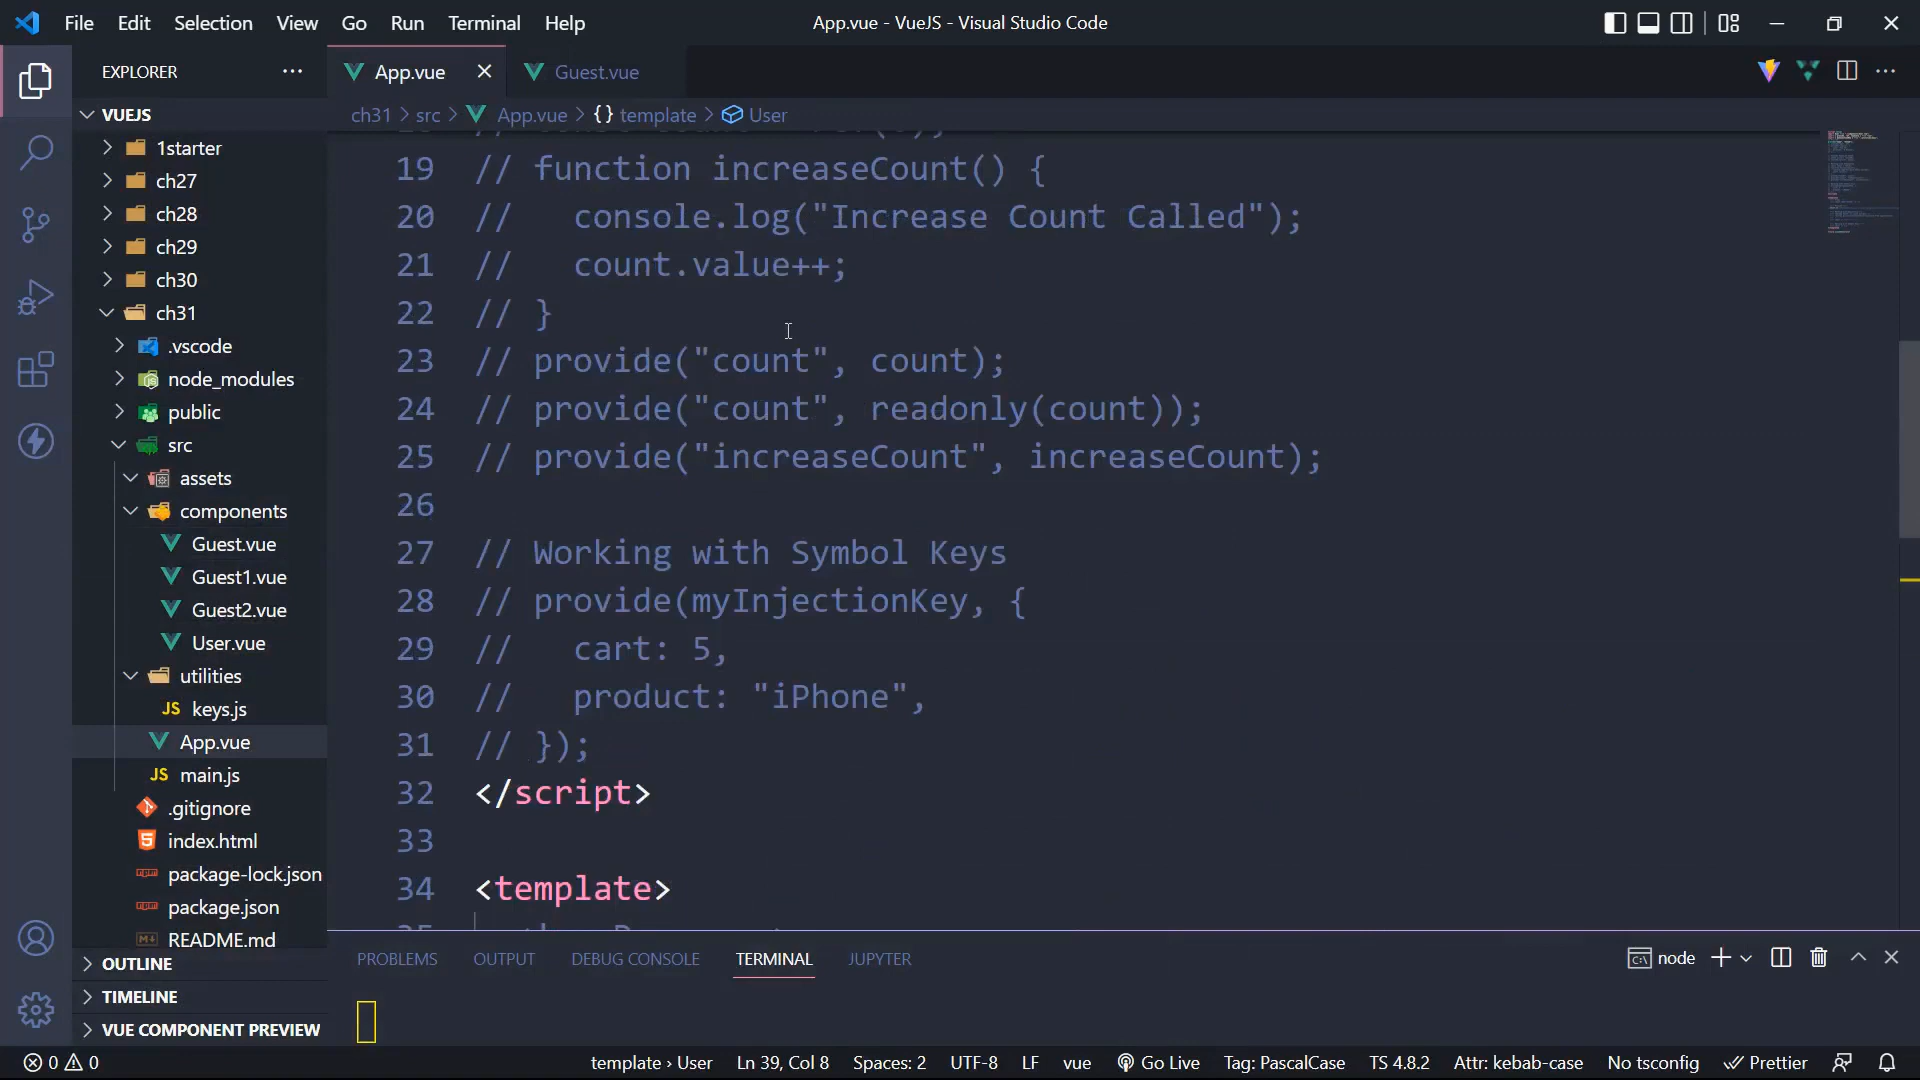 File Edit Selection View Go Run Terminal Help
App.vue - VueJS - Visual Studio Code
EXPLORER
App.vue
Guest.vue
VUEJS
ch31 src App.vue {} template User
1starter
ch27
ch28
ch29
ch30
ch31
.vscode
node_modules
public
src
assets
components
Guest.vue
Guest1.vue
Guest2.vue
User.vue
utilities
JS keys.js
App.vue
JS main.js
.gitignore
index.html
package-lock.json
package.json
README.md
OUTLINE
TIMELINE
VUE COMPONENT PREVIEW
19 // function increaseCount() {
20 //   console.log("Increase Count Called");
21 //   count.value++;
22 // }
23 // provide("count", count);
24 // provide("count", readonly(count));
25 // provide("increaseCount", increaseCount);
26
27 // Working with Symbol Keys
28 // provide(myInjectionKey, {
29 //   cart: 5,
30 //   product: "iPhone",
31 // });
32 </script>
33
34 <template>
PROBLEMS OUTPUT DEBUG CONSOLE TERMINAL JUPYTER
node
0 0
template › User Ln 39, Col 8 Spaces: 2 UTF-8 LF vue Go Live Tag: PascalCase TS 4.8.2 Attr: kebab-case No tsconfig Prettier